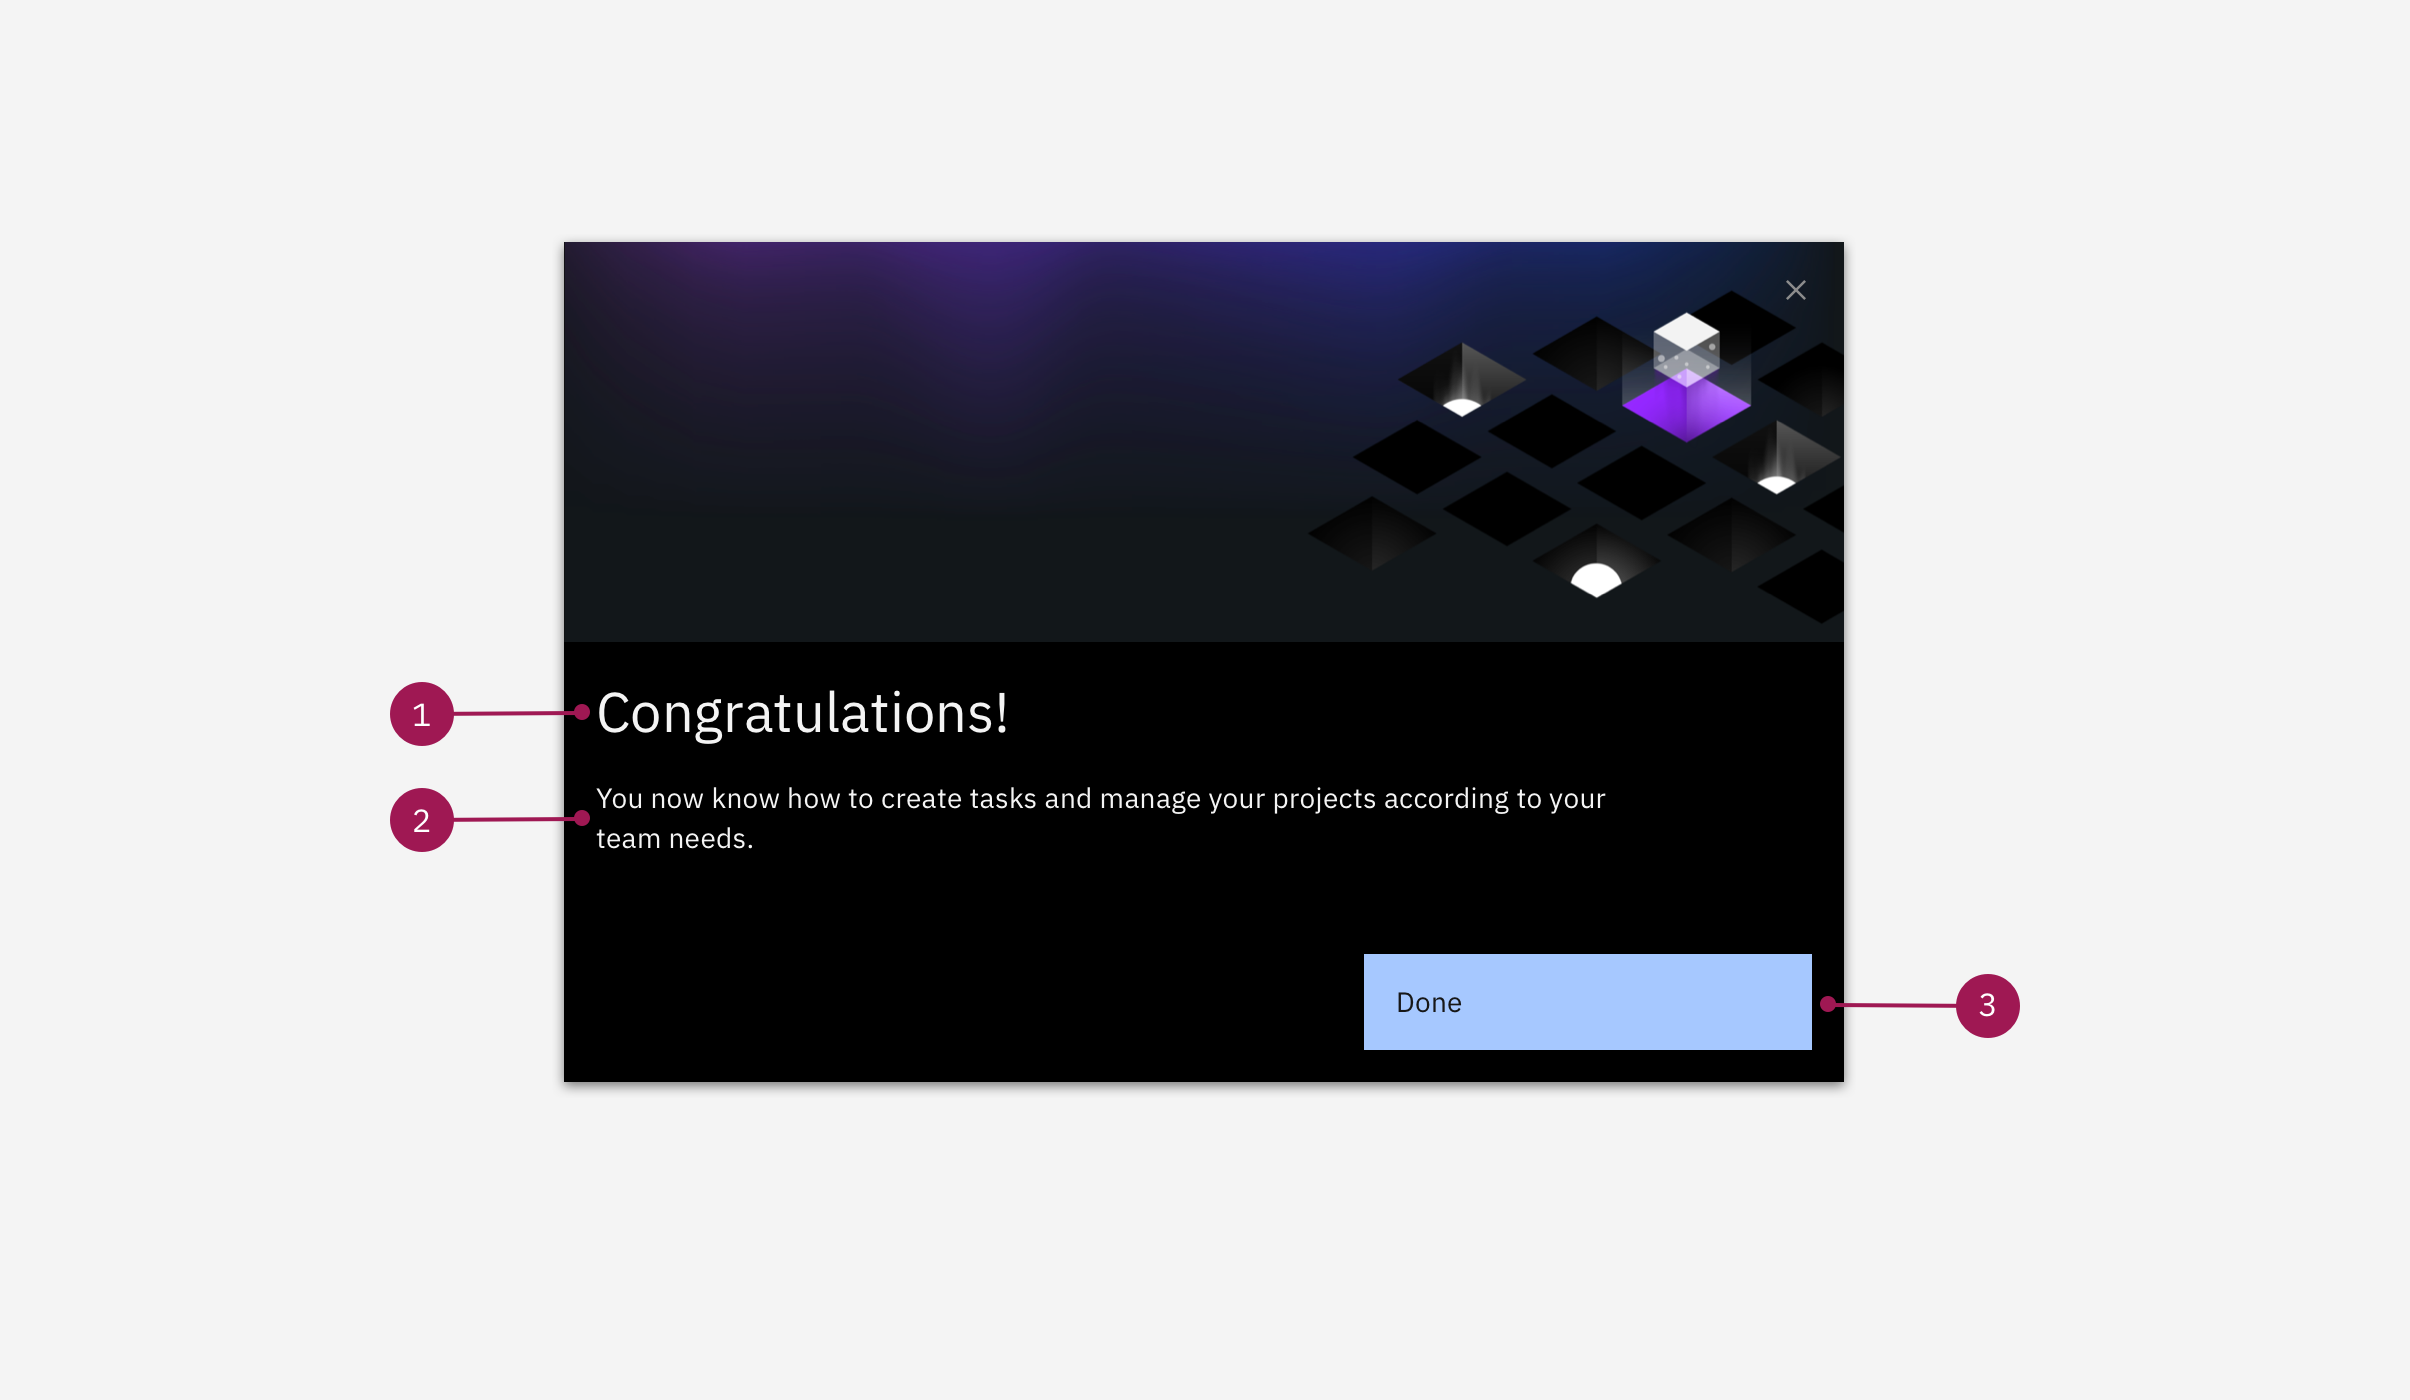 1
Congratulations!
2
You now know how to create tasks and manage your projects according to your
team needs.
Done
3